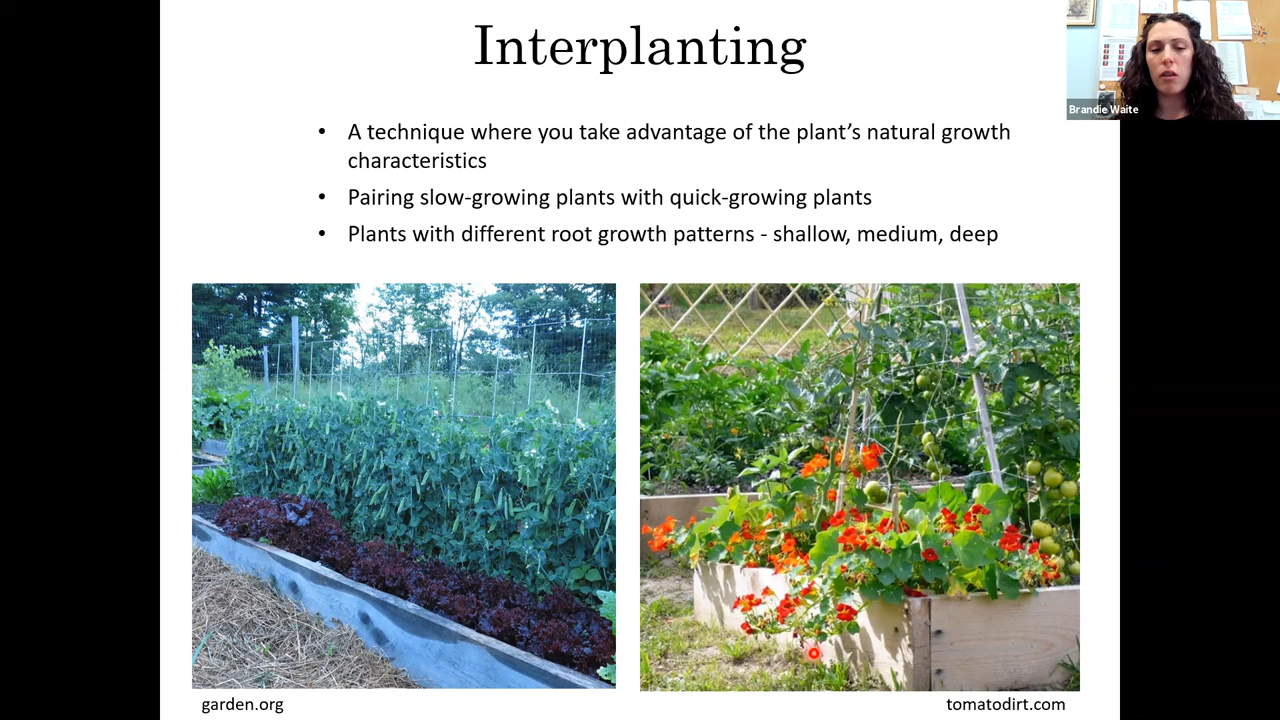 Interplanting
Brandie Waite
• A technique where you take advantage of the plant's natural growth
characteristics
• Pairing slow-growing plants with quick-growing plants
• Plants with different root growth patterns - shallow, medium, deep
garden.org
tomatodirt.com